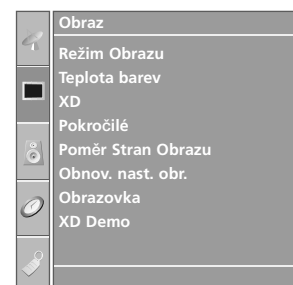 Obraz
Režim Obrazu
Teplota barev
XD
Pokročilé
Poměr Stran Obrazu
Obnov. nast. obr.
Obrazovka
XD Demo